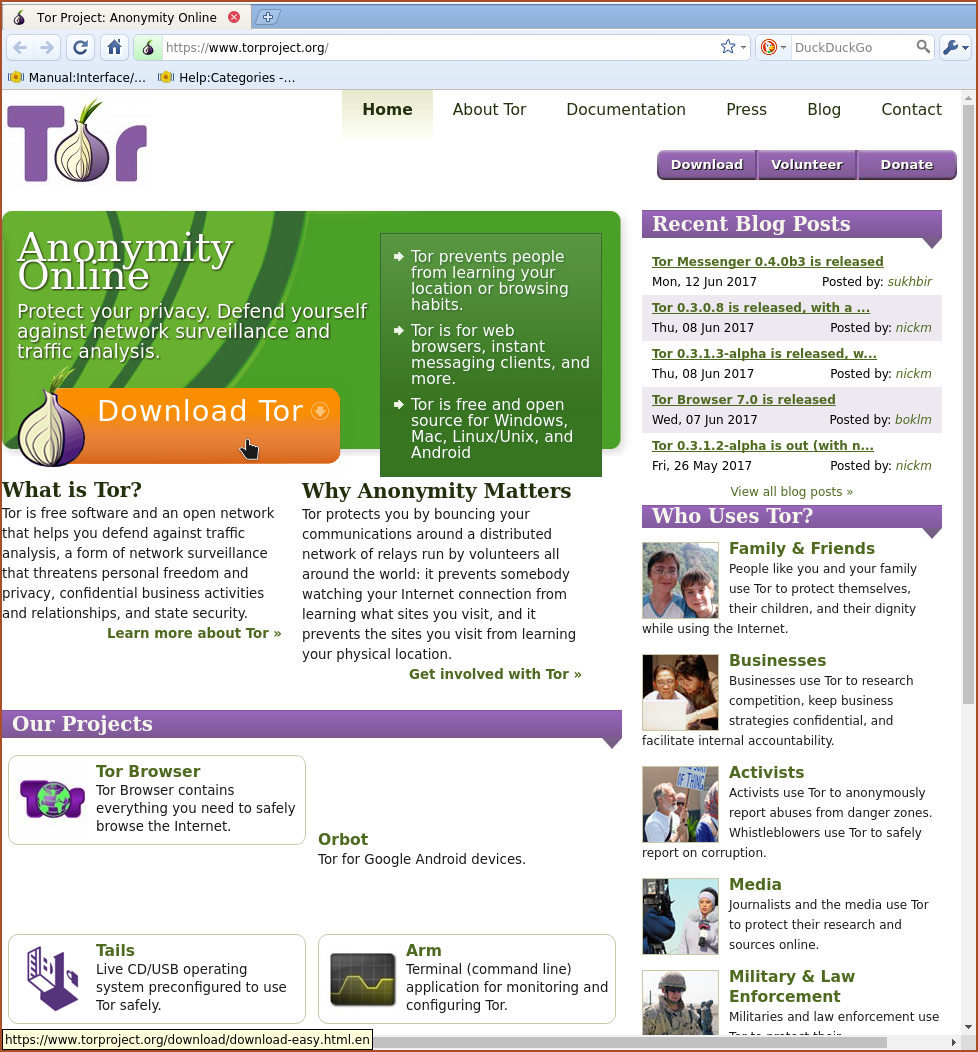 Tor Project: Anonymity Online
https://www.torproject.org/
DuckDuckGo
Manual:Interface/... Help:Categories -...
Tor
Home About Tor Documentation Press Blog Contact
Download Volunteer Donate
Anonymity
Online
Protect your privacy. Defend yourself
against network surveillance and
traffic analysis.
Download Tor
Tor prevents people
from learning your
location or browsing
habits.
Tor is for web
browsers, instant
messaging clients, and
more.
Tor is free and open
source for Windows,
Mac, Linux/Unix, and
Android
What is Tor?
Tor is free software and an open network
that helps you defend against traffic
analysis, a form of network surveillance
that threatens personal freedom and
privacy, confidential business activities
and relationships, and state security.
Learn more about Tor »
Why Anonymity Matters
Tor protects you by bouncing your
communications around a distributed
network of relays run by volunteers all
around the world: it prevents somebody
watching your Internet connection from
learning what sites you visit, and it
prevents the sites you visit from learning
your physical location.
Get involved with Tor »
Our Projects
Tor
Tor Browser
Tor Browser contains
everything you need to safely
browse the Internet.
Orbot
Tor for Google Android devices.
Tails
Live CD/USB operating
system preconfigured to use
Tor safely.
Arm
Terminal (command line)
application for monitoring and
configuring Tor.
Recent Blog Posts
Tor Messenger 0.4.0b3 is released
Mon, 12 Jun 2017 Posted by: sukhbir
Tor 0.3.0.8 is released, with a ...
Thu, 08 Jun 2017 Posted by: nickm
Tor 0.3.1.3-alpha is released, w...
Thu, 08 Jun 2017 Posted by: nickm
Tor Browser 7.0 is released
Wed, 07 Jun 2017 Posted by: boklm
Tor 0.3.1.2-alpha is out (with n...
Fri, 26 May 2017 Posted by: nickm
View all blog posts »
Who Uses Tor?
Family & Friends
People like you and your family
use Tor to protect themselves,
their children, and their dignity
while using the Internet.
Businesses
Businesses use Tor to research
competition, keep business
strategies confidential, and
facilitate internal accountability.
OF THING
Activists
Activists use Tor to anonymously
report abuses from danger zones.
Whistleblowers use Tor to safely
report on corruption.
Media
Journalists and the media use Tor
to protect their research and
sources online.
Military & Law
Enforcement
Militaries and law enforcement use
Tor to protect their
https://www.torproject.org/download/download-easy.html.en